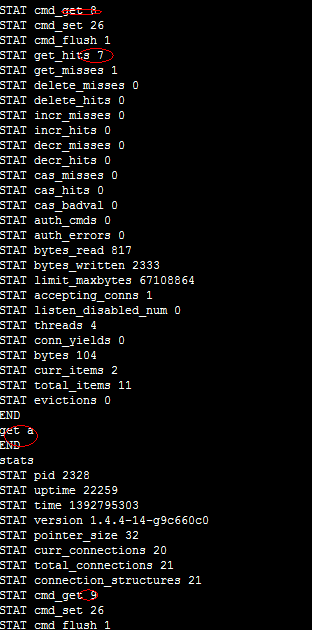 STAT cmd_get 8
STAT cmd_set 26
STAT cmd_flush 1
STAT get_hits 7
STAT get_misses 1
STAT delete_misses 0
STAT delete_hits 0
STAT incr_misses 0
STAT incr_hits 0
STAT decr_misses 0
STAT decr_hits 0
STAT cas_misses 0
STAT cas_hits 0
STAT cas_badval 0
STAT auth_cmds 0
STAT auth_errors 0
STAT bytes_read 817
STAT bytes_written 2333
STAT limit_maxbytes 67108864
STAT accepting_conns 1
STAT listen_disabled_num 0
STAT threads 4
STAT conn_yields 0
STAT bytes 104
STAT curr_items 2
STAT total_items 11
STAT evictions 0
END
get a
END
stats
STAT pid 2328
STAT uptime 22259
STAT time 1392795303
STAT version 1.4.4-14-g9c660c0
STAT pointer_size 32
STAT curr_connections 20
STAT total_connections 21
STAT connection_structures 21
STAT cmd_get 9
STAT cmd_set 26
STAT cmd_flush 1